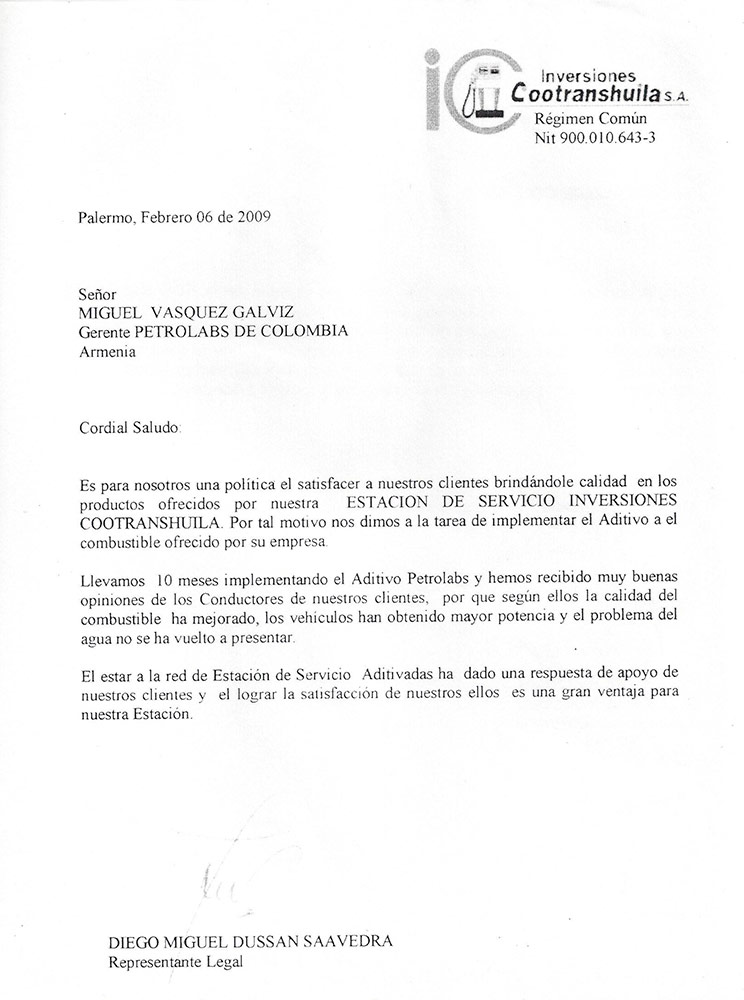 iC
Inversiones
Cootranshuila S.A.
Régimen Común
Nit 900.010.643-3
Palermo, Febrero 06 de 2009
Señor
MIGUEL VASQUEZ GALVIZ
Gerente PETROLABS DE COLOMBIA
Armenia
Cordial Saludo:
Es para nosotros una política el satisfacer a nuestros clientes brindándole calidad en los
productos ofrecidos por nuestra ESTACION DE SERVICIO INVERSIONES
COOTRANSHUILA. Por tal motivo nos dimos a la tarea de implementar el Aditivo a el
combustible ofrecido por su empresa.
Llevamos 10 meses implementando el Aditivo Petrolabs y hemos recibido muy buenas
opiniones de los Conductores de nuestros clientes, por que según ellos la calidad del
combustible ha mejorado, los vehiculos han obtenido mayor potencia y el problema del
agua no se ha vuelto a presentar.
El estar a la red de Estación de Servicio Aditivadas ha dado una respuesta de apoyo de
nuestros clientes y el lograr la satisfacción de nuestros ellos es una gran ventaja para
nuestra Estación.
DIEGO MIGUEL DUSSAN SAAVEDRA
Representante Legal